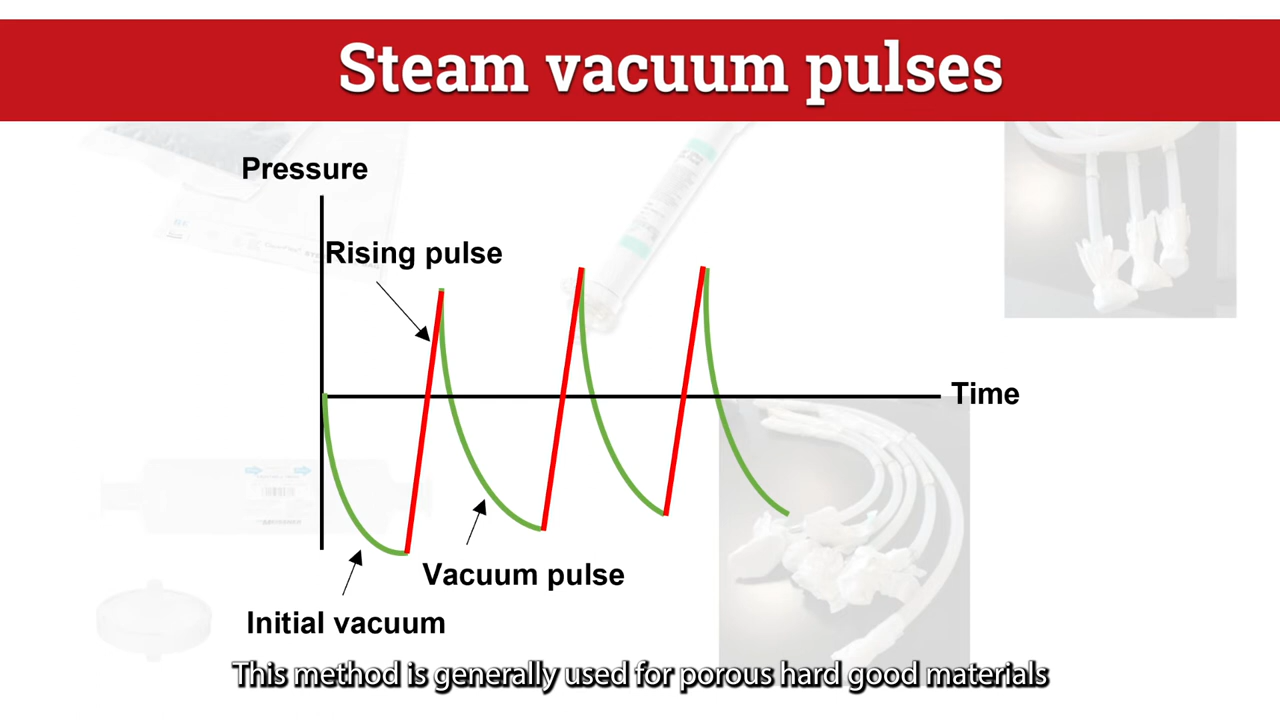 Steam vacuum pulses
Pressure
Rising pulse
Time
Vacuum pulse
Initial vacuum
This method is generally used for porous hard good materials